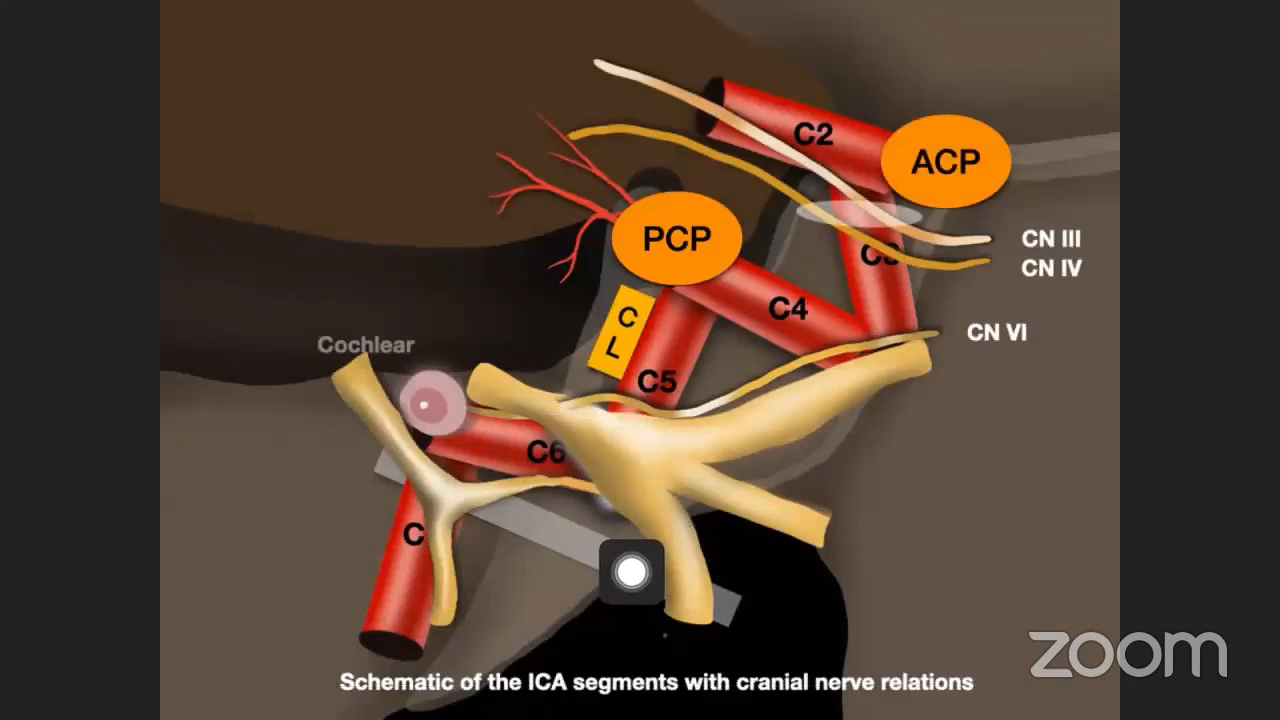 C2
ACP
PCP
CN III
CN IV
C3
C4
CN VI
C
L
Cochlear
C5
C6
C
zoom
Schematic of the ICA segments with cranial nerve relations